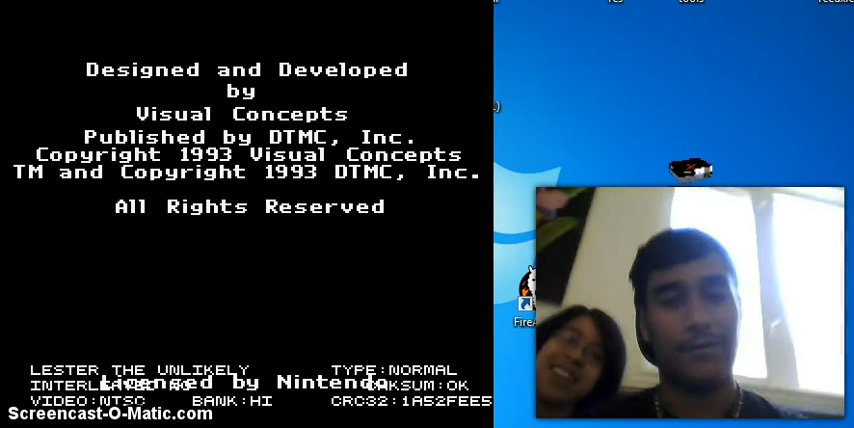 Designed and Developed
by
Visual Concepts
Published by DTMC, Inc.
Copyright 1993 Visual Concepts
TM and Copyright 1993 DTMC, Inc.
All Rights Reserved
LESTER THE UNLIKELY TYPE:NORMAL
Licensed by Nintendo
VIDEO:NTSC BANK:HI CRC32:1A52FEE5
Screencast-O-Matic.com